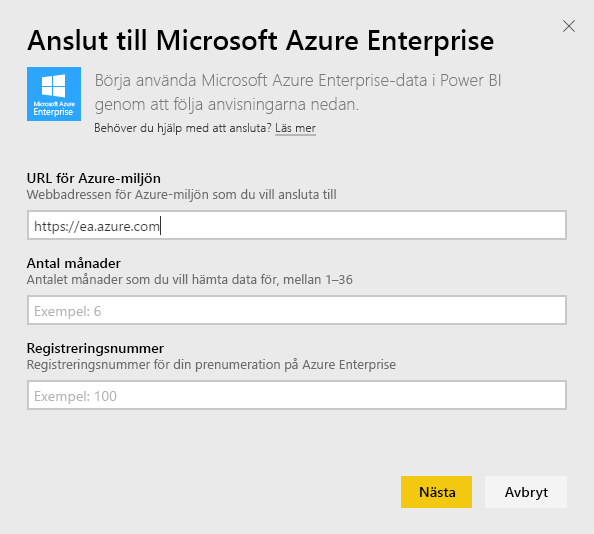 Anslut till Microsoft Azure Enterprise
Microsoft Azure
Enterprise
Börja använda Microsoft Azure Enterprise-data i Power BI
genom att följa anvisningarna nedan.
Behöver du hjälp med att ansluta? Läs mer
URL för Azure-miljön
Webbadressen för Azure-miljön som du vill ansluta till
https://ea.azure.com
Antal månader
Antalet månader som du vill hämta data för, mellan 1–36
Exempel: 6
Registreringsnummer
Registreringsnummer för din prenumeration på Azure Enterprise
Exempel: 100
Nästa
Avbryt